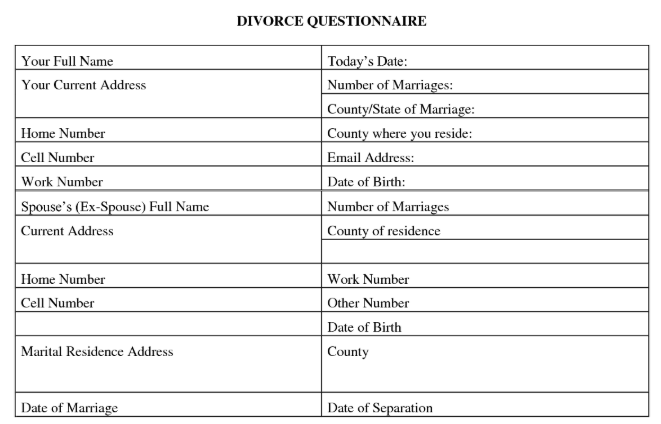 DIVORCE QUESTIONNAIRE
Your Full Name
Today's Date:
Your Current Address
Number of Marriages:
County/State of Marriage:
Home Number
County where you reside:
Cell Number
Email Address:
Work Number
Date of Birth:
Spouse's (Ex-Spouse) Full Name
Number of Marriages
Current Address
County of residence
Home Number
Work Number
Cell Number
Other Number
Date of Birth
Marital Residence Address
County
Date of Marriage
Date of Separation